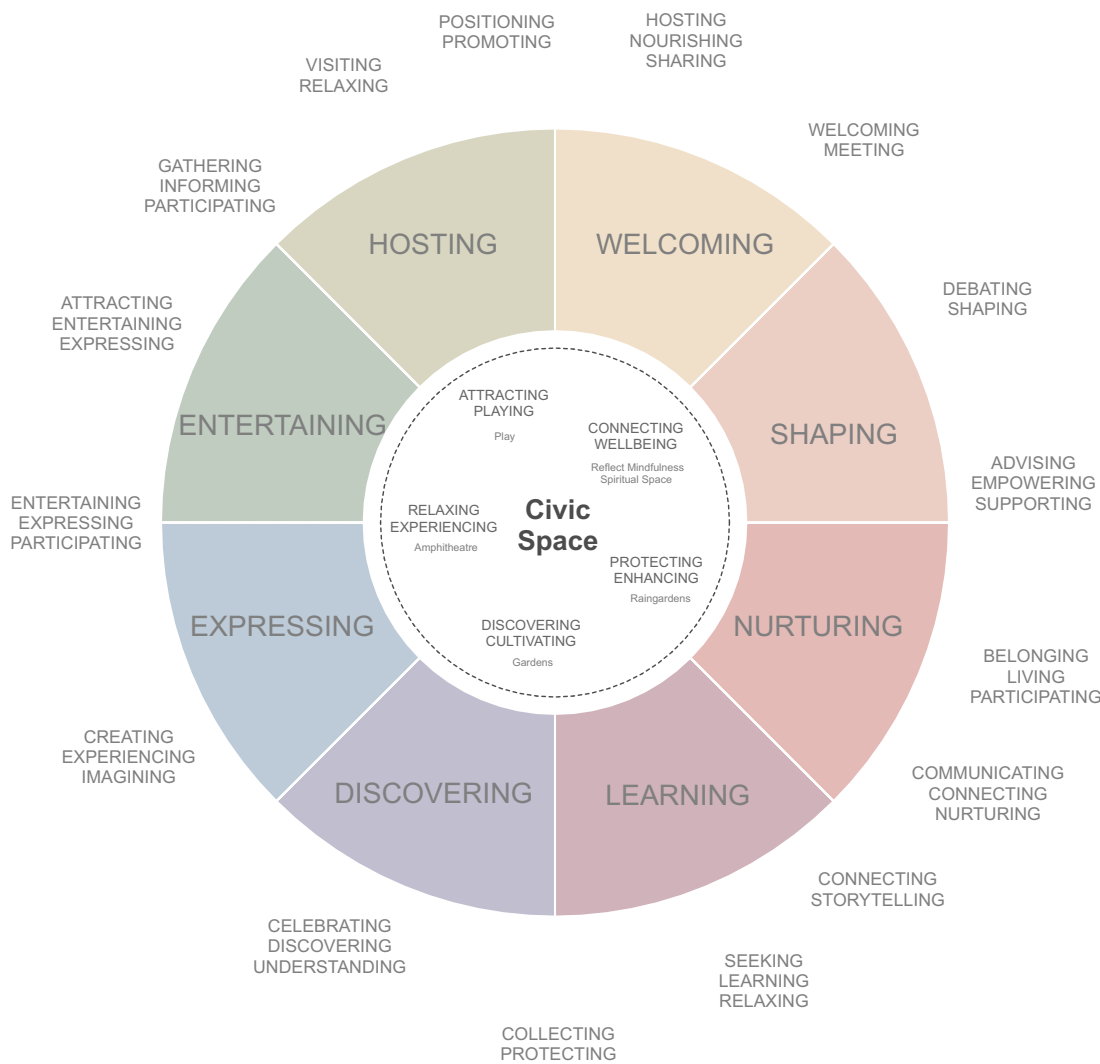 POSITIONING
PROMOTING
HOSTING
NOURISHING
SHARING
VISITING
RELAXING
WELCOMING
MEETING
GATHERING
INFORMING
PARTICIPATING
HOSTING
WELCOMING
ATTRACTING
ENTERTAINING
EXPRESSING
DEBATING
SHAPING
ENTERTAINING
SHAPING
ATTRACTING
PLAYING
Play
CONNECTING
WELLBEING
Reflect Mindfulness
Spiritual Space
ENTERTAINING
EXPRESSING
PARTICIPATING
RELAXING
EXPERIENCING
Amphitheatre
Civic
Space
ADVISING
EMPOWERING
SUPPORTING
PROTECTING
ENHANCING
Raingardens
EXPRESSING
DISCOVERING
CULTIVATING
Gardens
NURTURING
BELONGING
LIVING
PARTICIPATING
CREATING
EXPERIENCING
IMAGINING
DISCOVERING
LEARNING
COMMUNICATING
CONNECTING
NURTURING
CONNECTING
STORYTELLING
CELEBRATING
DISCOVERING
UNDERSTANDING
SEEKING
LEARNING
RELAXING
COLLECTING
PROTECTING